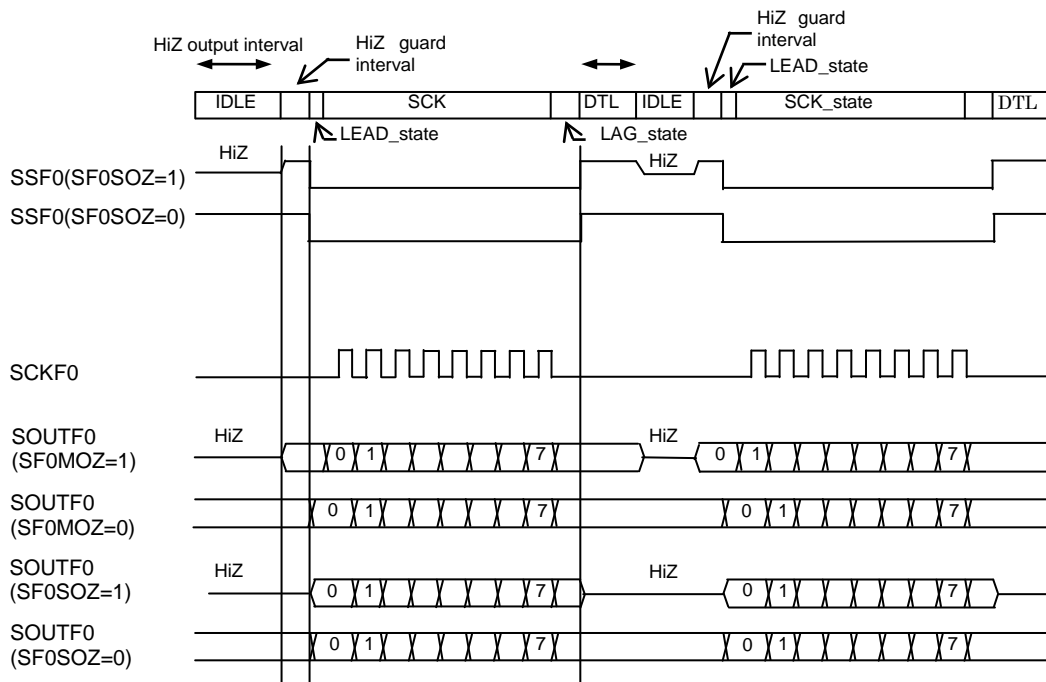 HiZ guard
interval
HiZ output interval
HiZ guard
interval
LEAD_state
IDLE SCK DTL IDLE SCK_state DTL
LEAD_state LAG_state
HiZ HiZ
SSF0(SF0SOZ=1)
SSF0(SF0SOZ=0)
SCKF0
SOUTF0
(SF0MOZ=1)
HiZ 0 1 7 HiZ 0 1 7
SOUTF0
(SF0MOZ=0)
0 1 7 0 1 7
SOUTF0
(SF0SOZ=1)
HiZ 0 1 7 HiZ 0 1 7
SOUTF0
(SF0SOZ=0)
0 1 7 0 1 7